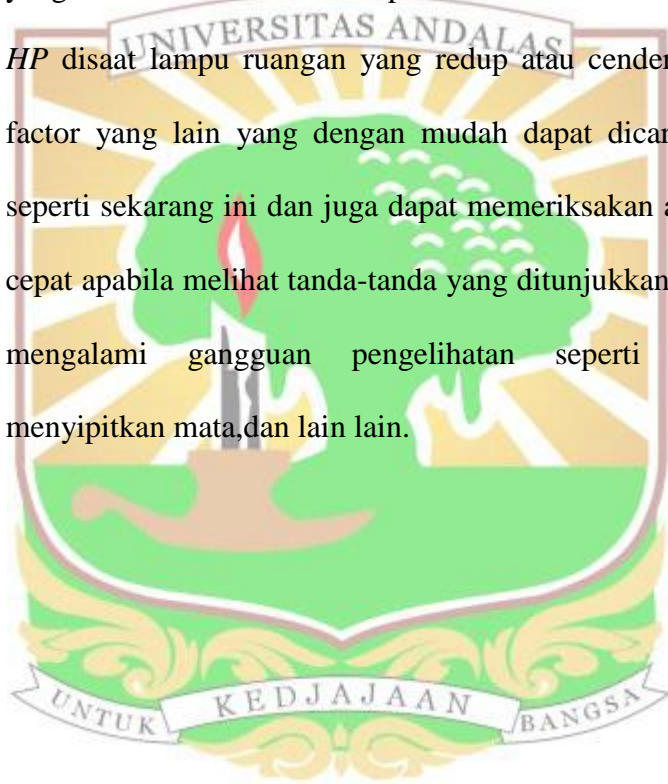 UNIVERSITAS ANDALAS
HP disaat lampu ruangan yang redup atau
factor yang lain yang dengan mudah dapat
seperti sekarang ini dan juga dapat memeriksakan
cepat apabila melihat tanda-tanda yang ditunjukkan
mengalami gangguan pengelihatan seperti
menyipitkan mata,dan lain lain.
UNTUK KEDJAJAAN BANGSA